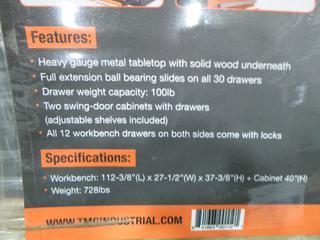 Features:
• Heavy gauge metal tabletop with solid wood underneath
• Full extension ball bearing slides on all 30 drawers
• Drawer weight capacity: 100lb
• Two swing-door cabinets with drawers
(adjustable shelves included)
• All 12 workbench drawers on both sides come with locks
Specifications:
• Workbench: 112-3/8"(L) x 27-1/2"(W) x 37-3/8"(H) + Cabinet 40"(H)
• Weight: 728lbs
WWW.TMGINDUSTRIAL.COM